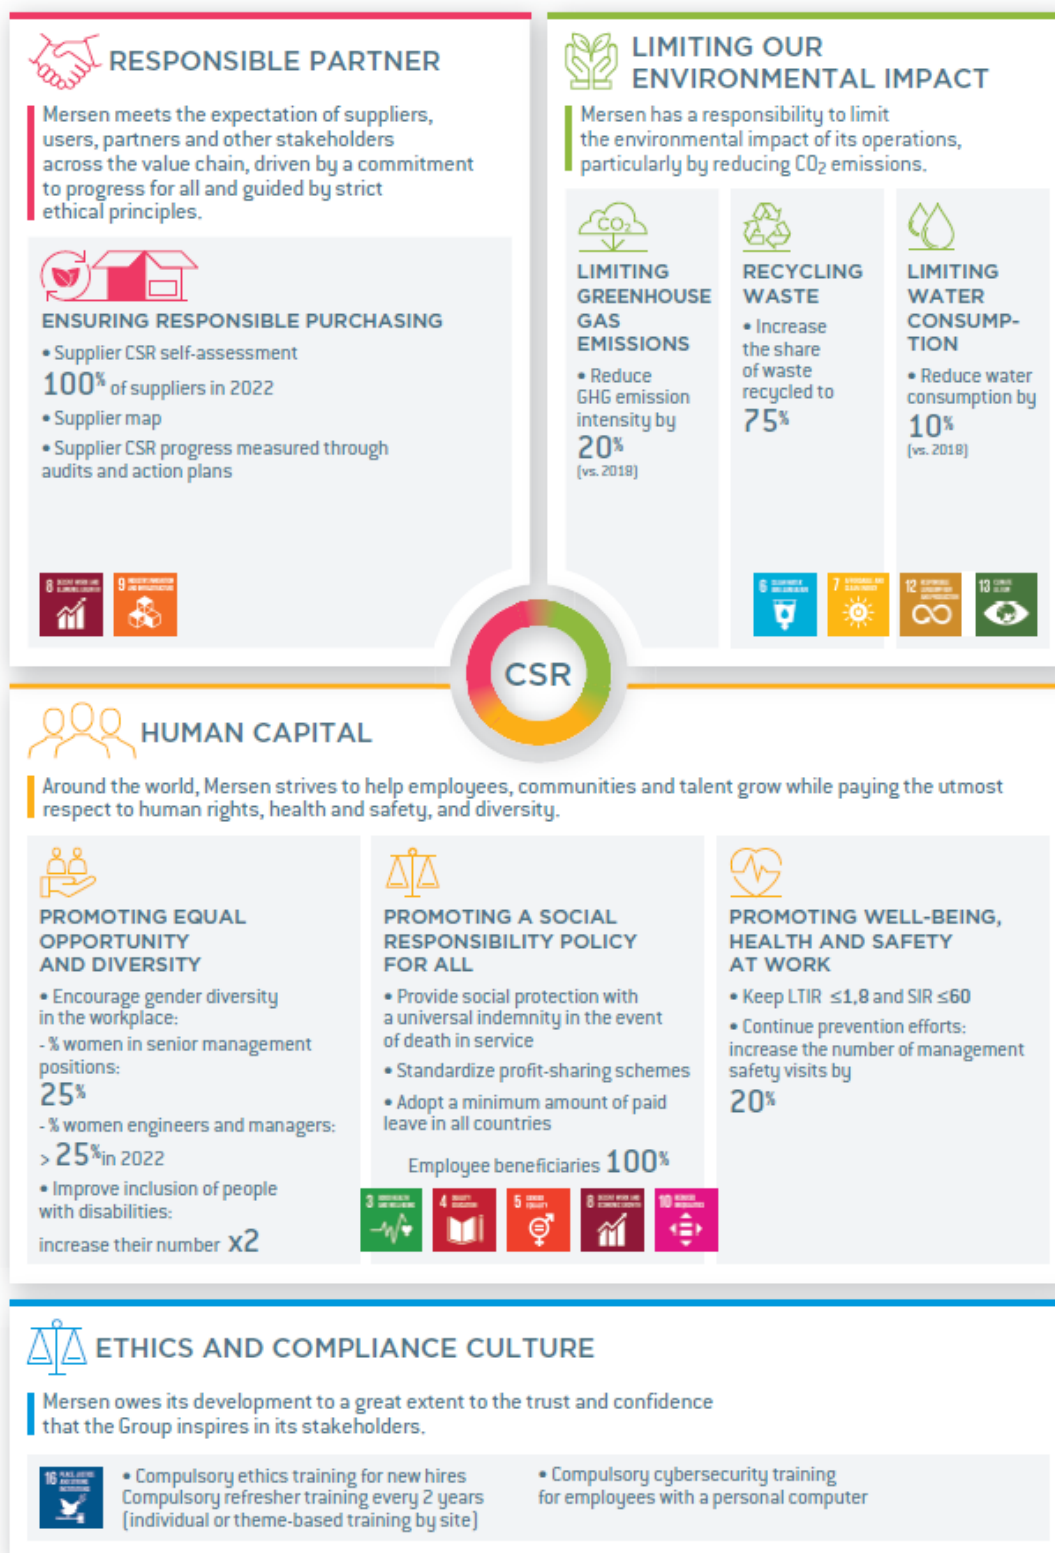 RESPONSIBLE PARTNER
Mersen meets the expectation of suppliers,
users, partners and other stakeholders
across the value chain, driven by a commitment
to progress for all and guided by strict
ethical principles.
ENSURING RESPONSIBLE PURCHASING
• Supplier CSR self-assessment
100% of suppliers in 2022
• Supplier map
• Supplier CSR progress measured through
audits and action plans
8
9
LIMITING OUR
ENVIRONMENTAL IMPACT
Mersen has a responsibility to limit
the environmental impact of its operations,
particularly by reducing CO₂ emissions.
CO₂
LIMITING
GREENHOUSE
GAS
EMISSIONS
• Reduce
GHG emission
intensity by
20%
(vs. 2018)
RECYCLING
WASTE
• Increase
the share
of waste
recycled to
75%
LIMITING
WATER
CONSUMP-
TION
• Reduce water
consumption by
10%
(vs. 2018)
6
7
12
13
CSR
HUMAN CAPITAL
Around the world, Mersen strives to help employees, communities and talent grow while paying the utmost
respect to human rights, health and safety, and diversity.
PROMOTING EQUAL
OPPORTUNITY
AND DIVERSITY
• Encourage gender diversity
in the workplace:
- % women in senior management
positions:
25%
- % women engineers and managers:
> 25% in 2022
• Improve inclusion of people
with disabilities:
increase their number x2
PROMOTING A SOCIAL
RESPONSIBILITY POLICY
FOR ALL
• Provide social protection with
a universal indemnity in the event
of death in service
• Standardize profit-sharing schemes
• Adopt a minimum amount of paid
leave in all countries
Employee beneficiaries 100%
3
4
5
8
10
PROMOTING WELL-BEING,
HEALTH AND SAFETY
AT WORK
• Keep LTIR ≤1,8 and SIR ≤60
• Continue prevention efforts:
increase the number of management
safety visits by
20%
ETHICS AND COMPLIANCE CULTURE
Mersen owes its development to a great extent to the trust and confidence
that the Group inspires in its stakeholders.
16
• Compulsory ethics training for new hires
Compulsory refresher training every 2 years
(individual or theme-based training by site)
• Compulsory cybersecurity training
for employees with a personal computer